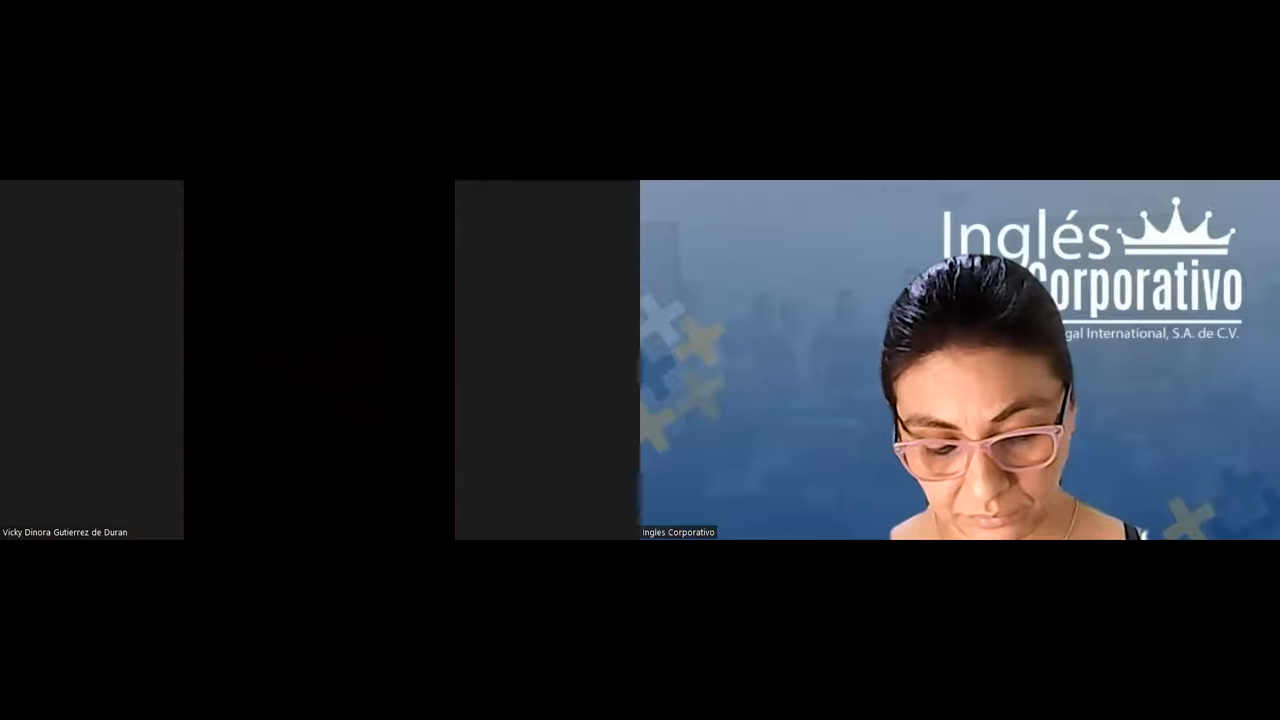 Inglés
Corporativo
gal International, S.A. de C.V.
Vicky Dinora Gutierrez de Duran
Ingles Corporativo